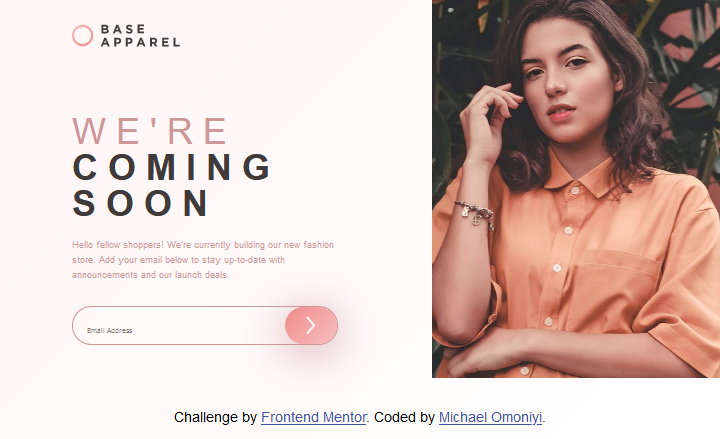 BASE
APPAREL
WE'RE
COMING
SOON
Hello fellow shoppers! We're currently building our new fashion
store. Add your email below to stay up-to-date with
announcements and our launch deals.
Email Address
Challenge by Frontend Mentor. Coded by Michael Omoniyi.